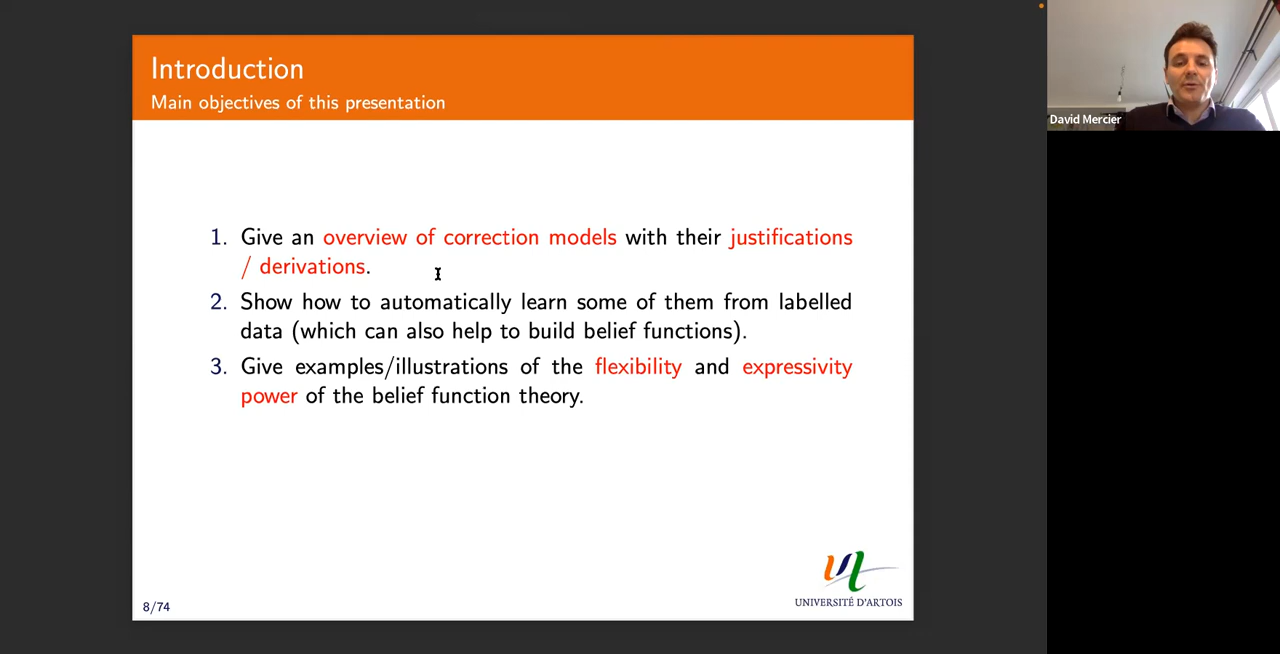 Introduction
Main objectives of this presentation
David Mercier
1. Give an overview of correction models with their justifications
/ derivations.
2. Show how to automatically learn some of them from labelled
data (which can also help to build belief functions).
3. Give examples/illustrations of the flexibility and expressivity
power of the belief function theory.
UNIVERSITÉ D'ARTOIS
8/74